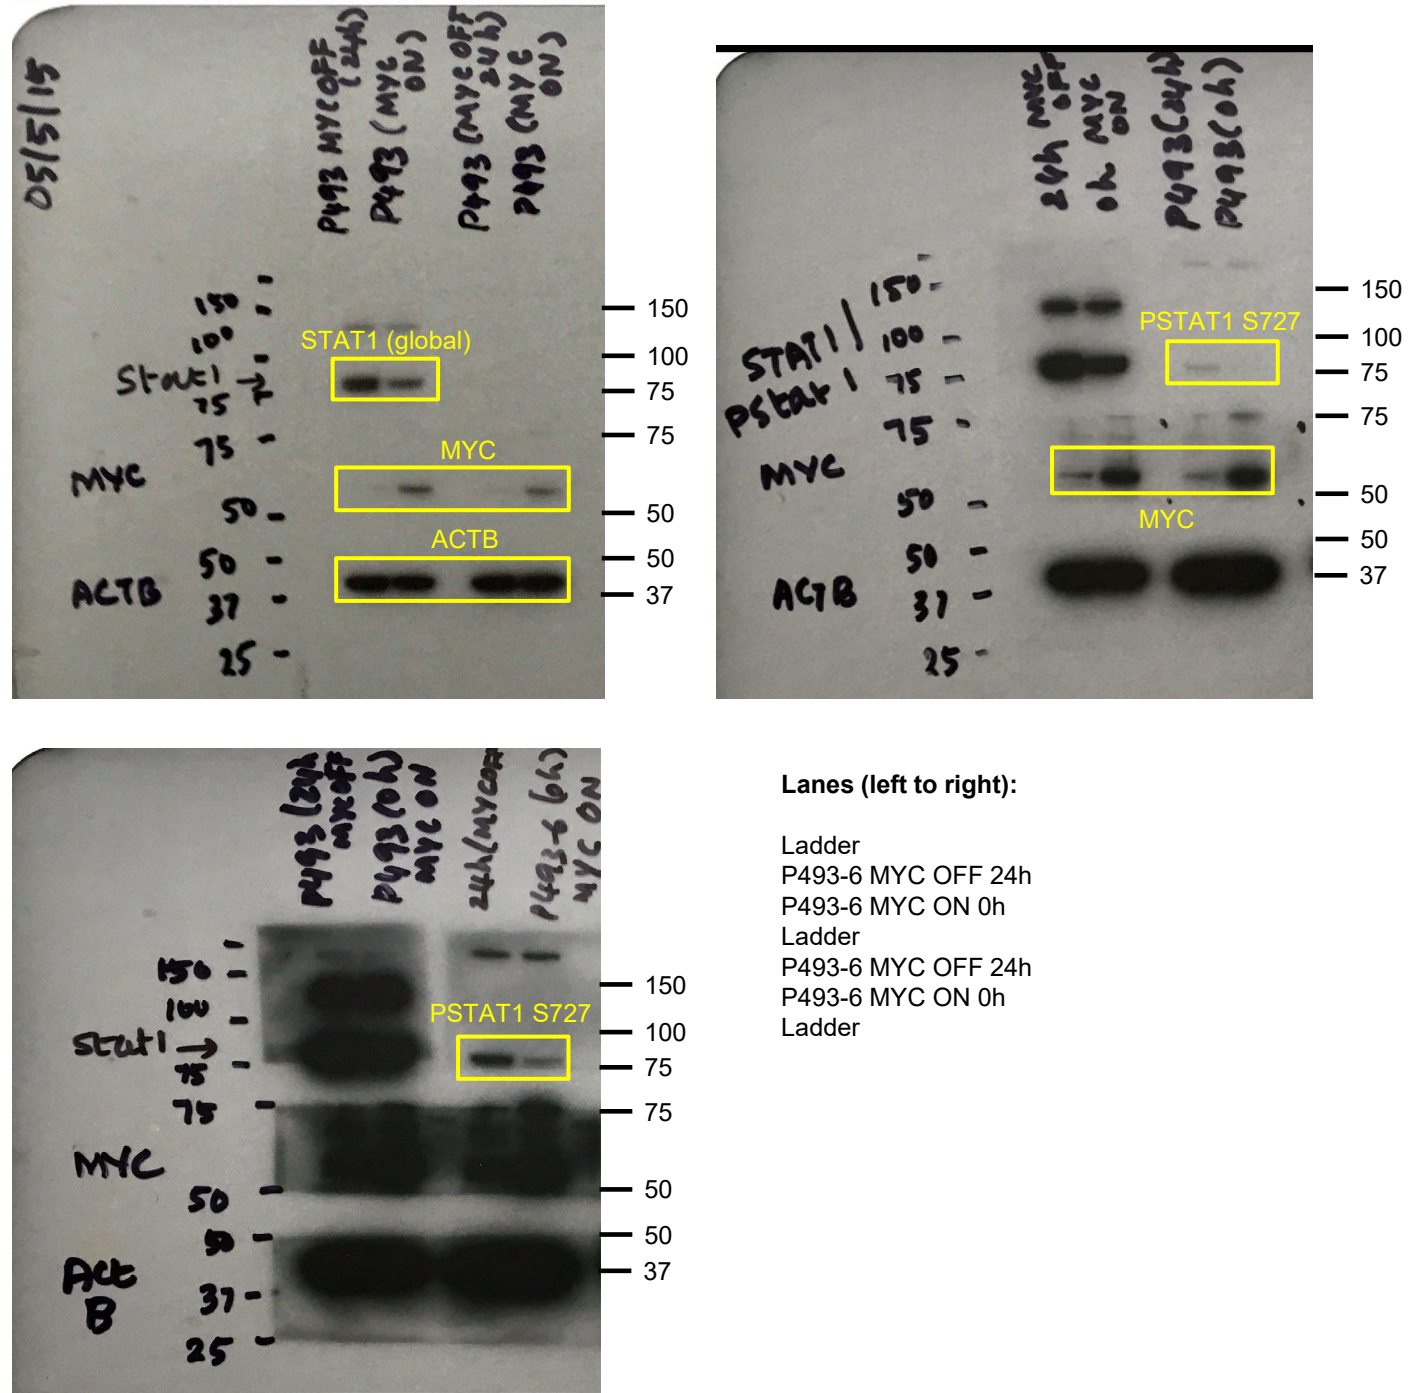 05/5/15
P493 MYC OFF (24h)
P493 (MYC ON)
P493 (MYC OFF 24h)
P493 (MYC ON)
150
100
Stat1 →
75
75
MYC
50
50
ACTB
37
25
STAT1 (global)
MYC
ACTB
150
100
75
75
50
50
37
24h MYC OFF
0h MYC ON
P493 (24h)
P493 (0h)
150
STAT1/
100
PStat1
75
75
MYC
50
50
ACTB
37
25
PSTAT1 S727
MYC
150
100
75
75
50
50
37
P493 (24h MYC OFF
P493 (0h) MYC ON
24h (MYC OFF
P493-6 (0h) MYC ON
150
100
Stat1 →
75
75
MYC
50
50
Act B
37
25
PSTAT1 S727
150
100
75
75
50
50
37
Lanes (left to right):
Ladder
P493-6 MYC OFF 24h
P493-6 MYC ON 0h
Ladder
P493-6 MYC OFF 24h
P493-6 MYC ON 0h
Ladder